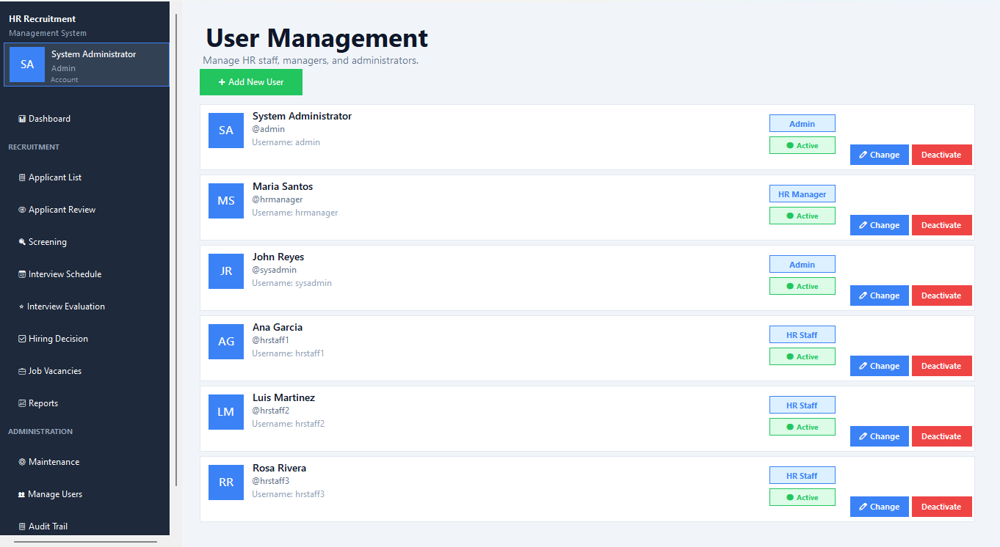 HR Recruitment
Management System
SA
System Administrator
Admin
Account
Dashboard
RECRUITMENT
Applicant List
Applicant Review
Screening
Interview Schedule
Interview Evaluation
Hiring Decision
Job Vacancies
Reports
ADMINISTRATION
Maintenance
Manage Users
Audit Trail
User Management
Manage HR staff, managers, and administrators.
+ Add New User
SA
System Administrator
@admin
Username: admin
Admin
Active
Change
Deactivate
MS
Maria Santos
@hrmanager
Username: hrmanager
HR Manager
Active
Change
Deactivate
JR
John Reyes
@sysadmin
Username: sysadmin
Admin
Active
Change
Deactivate
AG
Ana Garcia
@hrstaff1
Username: hrstaff1
HR Staff
Active
Change
Deactivate
LM
Luis Martinez
@hrstaff2
Username: hrstaff2
HR Staff
Active
Change
Deactivate
RR
Rosa Rivera
@hrstaff3
Username: hrstaff3
HR Staff
Active
Change
Deactivate